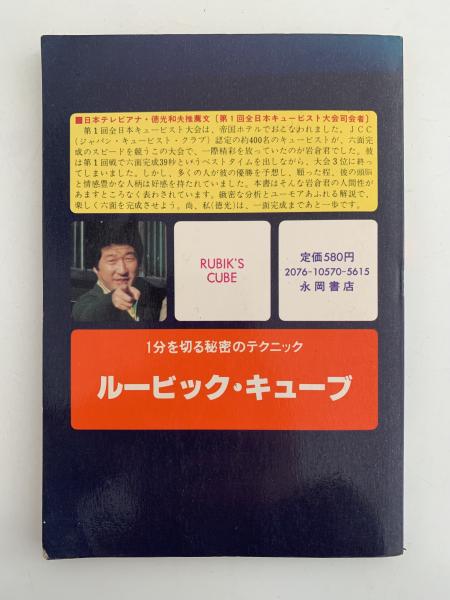 ■日本テレビアナ・徳光和夫推薦文〔第1回全日本キュービスト大会司会者〕
第1回全日本キュービスト大会は、帝国ホテルでおこなわれました。JCC
(ジャパン・キュービスト・クラブ)認定の約400名のキュービストが、六面完
成のスピードを競うこの大会で、一際精彩を放っていたのが岩倉君でした。彼
は第1回戦で六面完成39秒というベストタイムを出しながら、大会3位に終っ
てしまいました。しかし、多くの人が彼の優勝を予想し、願った程、彼の頭脳
と情感豊かな人柄は好感を持たれていました。本書はそんな岩倉君の人間性が
あますところなく表わされています。緻密な分析とユーモアあふれる解説で、
楽しく六面を完成させよう。尚、私(徳光)は、一面完成まであと一歩です。
RUBIK'S
CUBE
定価580円
2076-10570-5615
永岡書店
1分を切る秘密のテクニック
ルービック・キューブ